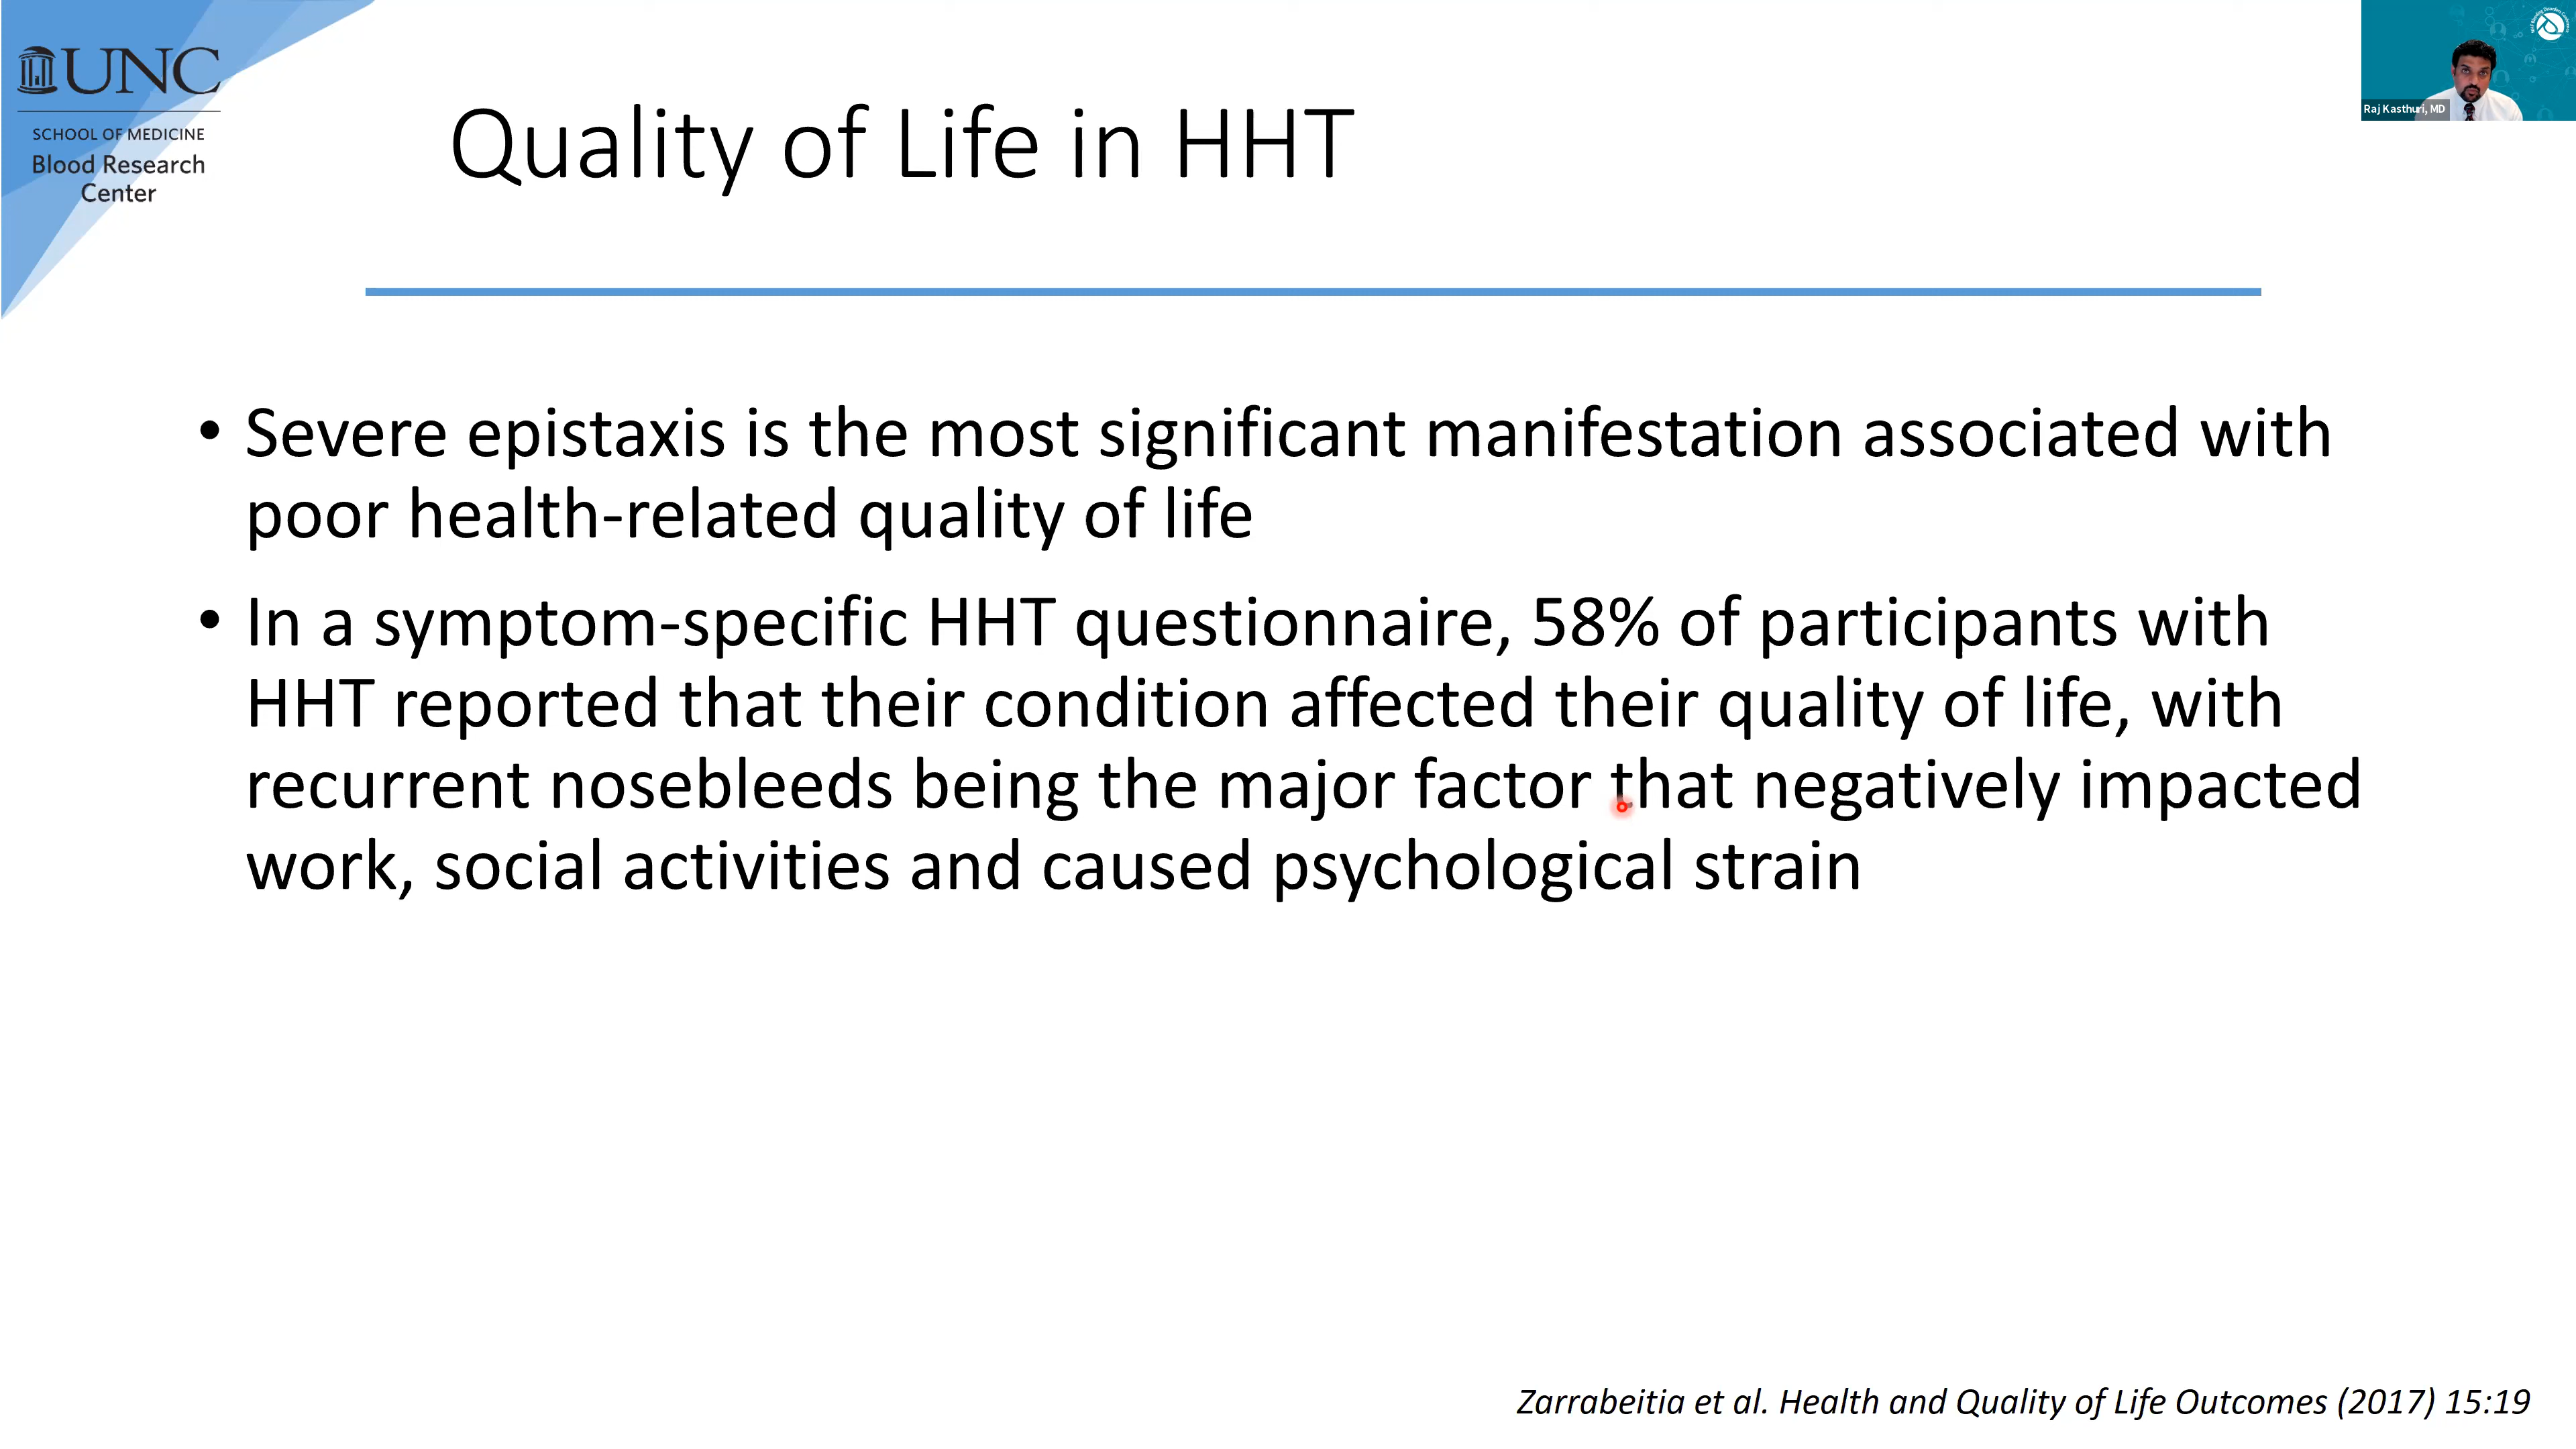 UNC
SCHOOL OF MEDICINE
Blood Research
Center
Quality of Life in HHT
Raj Kasthuri, MD
• Severe epistaxis is the most significant manifestation associated with
poor health-related quality of life
• In a symptom-specific HHT questionnaire, 58% of participants with
HHT reported that their condition affected their quality of life, with
recurrent nosebleeds being the major factor that negatively impacted
work, social activities and caused psychological strain
Zarrabeitia et al. Health and Quality of Life Outcomes (2017) 15:19